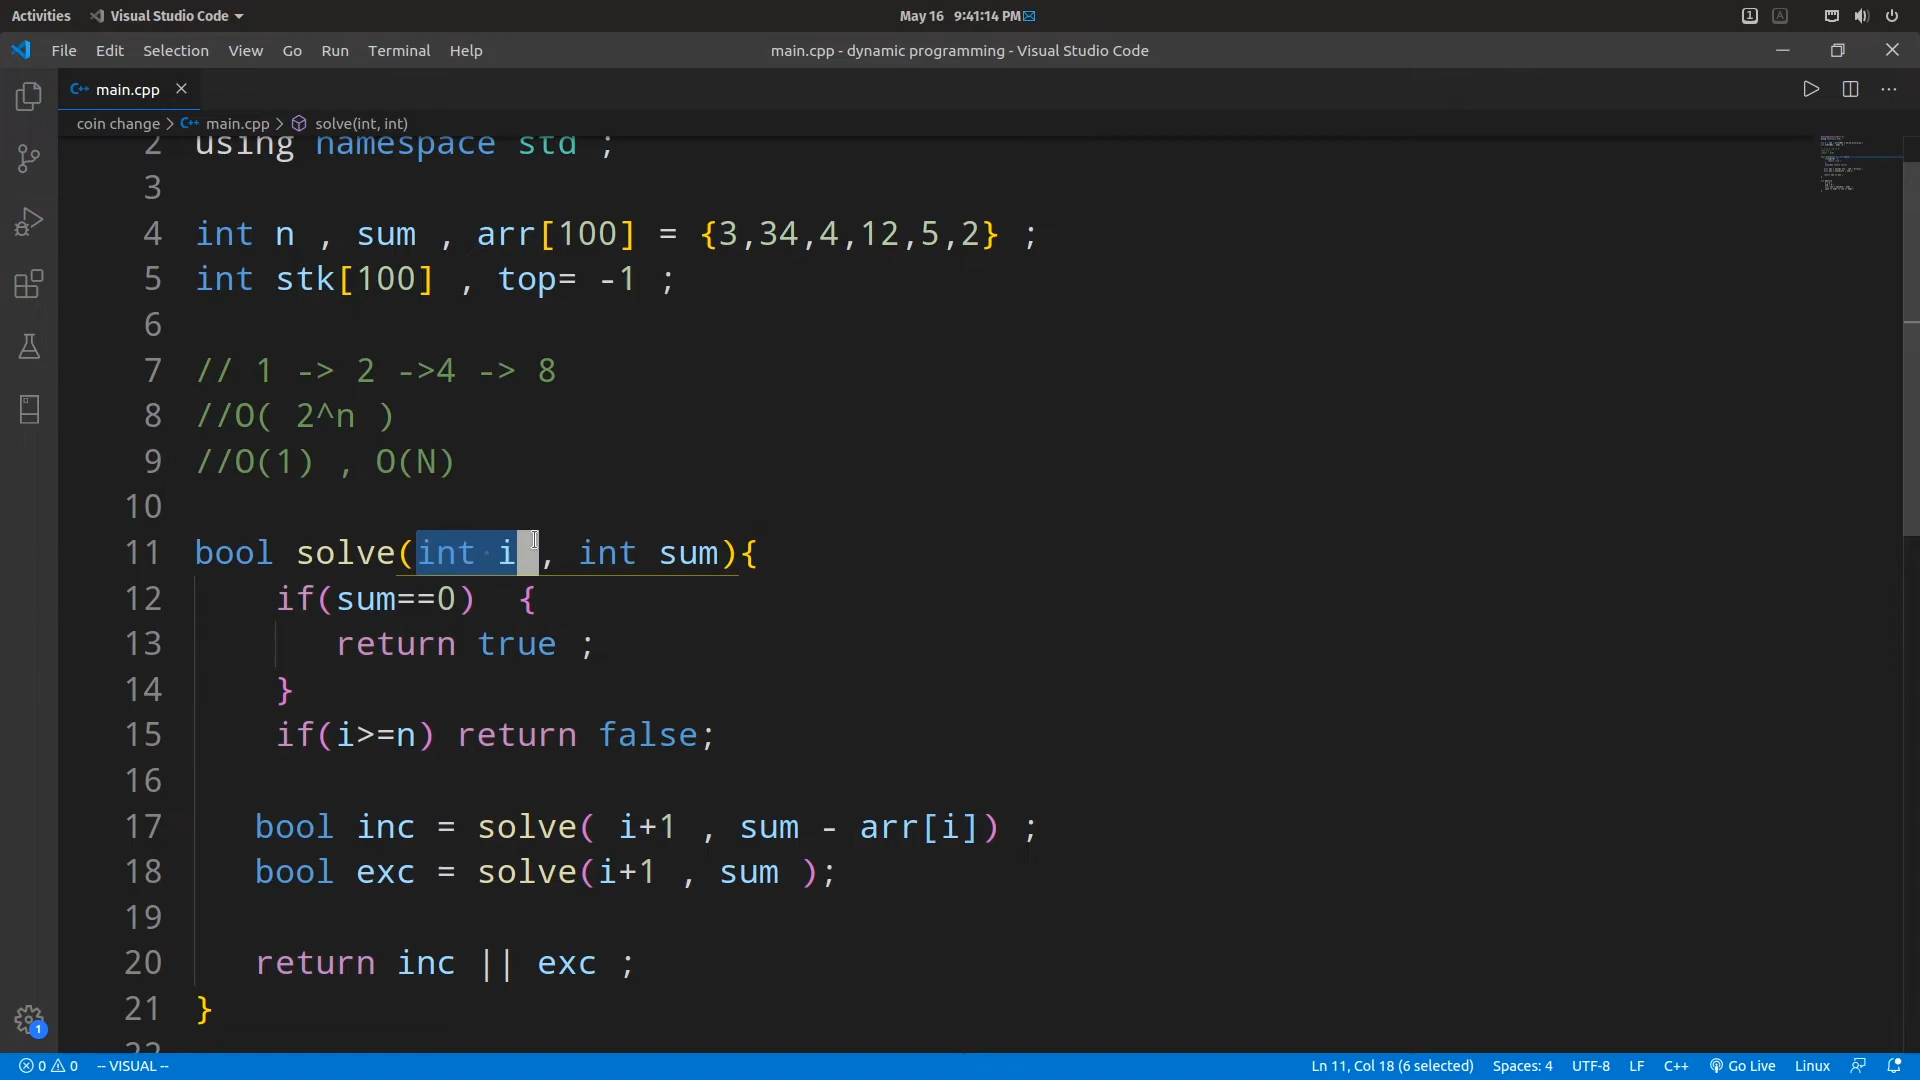 Activities Visual Studio Code May 16 9:41:14 PM 1 A
File Edit Selection View Go Run Terminal Help main.cpp - dynamic programming - Visual Studio Code
C++ main.cpp
coin change > C++ main.cpp > solve(int, int)
2 using namespace std ;
3
4 int n , sum , arr[100] = {3,34,4,12,5,2} ;
5 int stk[100] , top= -1 ;
6
7 // 1 -> 2 ->4 -> 8
8 //O( 2^n )
9 //O(1) , O(N)
10
11 bool solve(int i , int sum){
12 if(sum==0) {
13 return true ;
14 }
15 if(i>=n) return false;
16
17 bool inc = solve( i+1 , sum - arr[i]) ;
18 bool exc = solve(i+1 , sum );
19
20 return inc || exc ;
21 }
22
1
0 0 -- VISUAL -- Ln 11, Col 18 (6 selected) Spaces: 4 UTF-8 LF C++ Go Live Linux